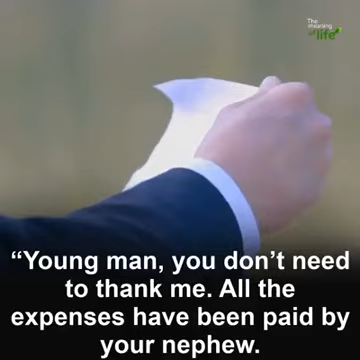 The
meaning
of life
“Young man, you don’t need
to thank me. All the
expenses have been paid by
your nephew.